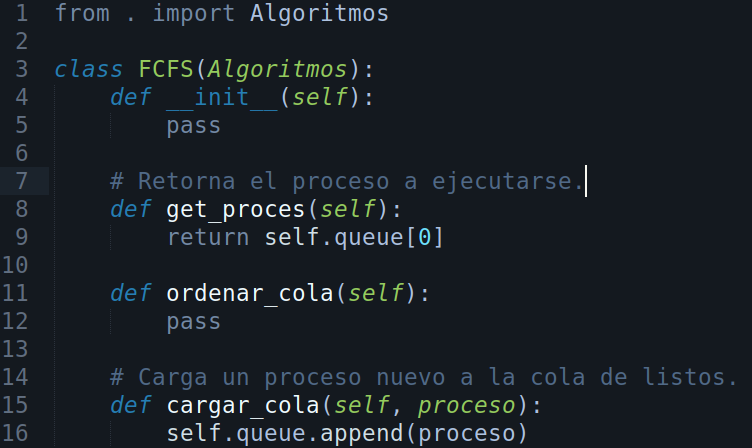 1 from . import Algoritmos
2
3 class FCFS(Algoritmos):
4     def __init__(self):
5         pass
6
7     # Retorna el proceso a ejecutarse.
8     def get_proces(self):
9         return self.queue[0]
10
11     def ordenar_cola(self):
12         pass
13
14     # Carga un proceso nuevo a la cola de listos.
15     def cargar_cola(self, proceso):
16         self.queue.append(proceso)